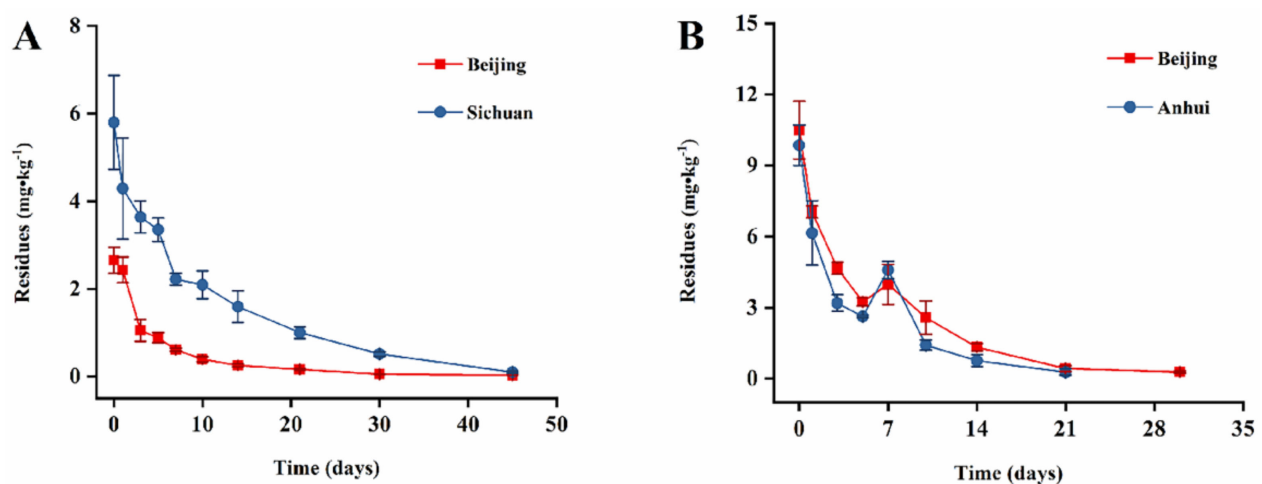 A
8
6
4
2
0
Residues (mg•kg⁻¹)
Beijing
Sichuan
0 10 20 30 40 50
Time (days)
B
15
12
9
6
3
0
Residues (mg•kg⁻¹)
Beijing
Anhui
0 7 14 21 28 35
Time (days)